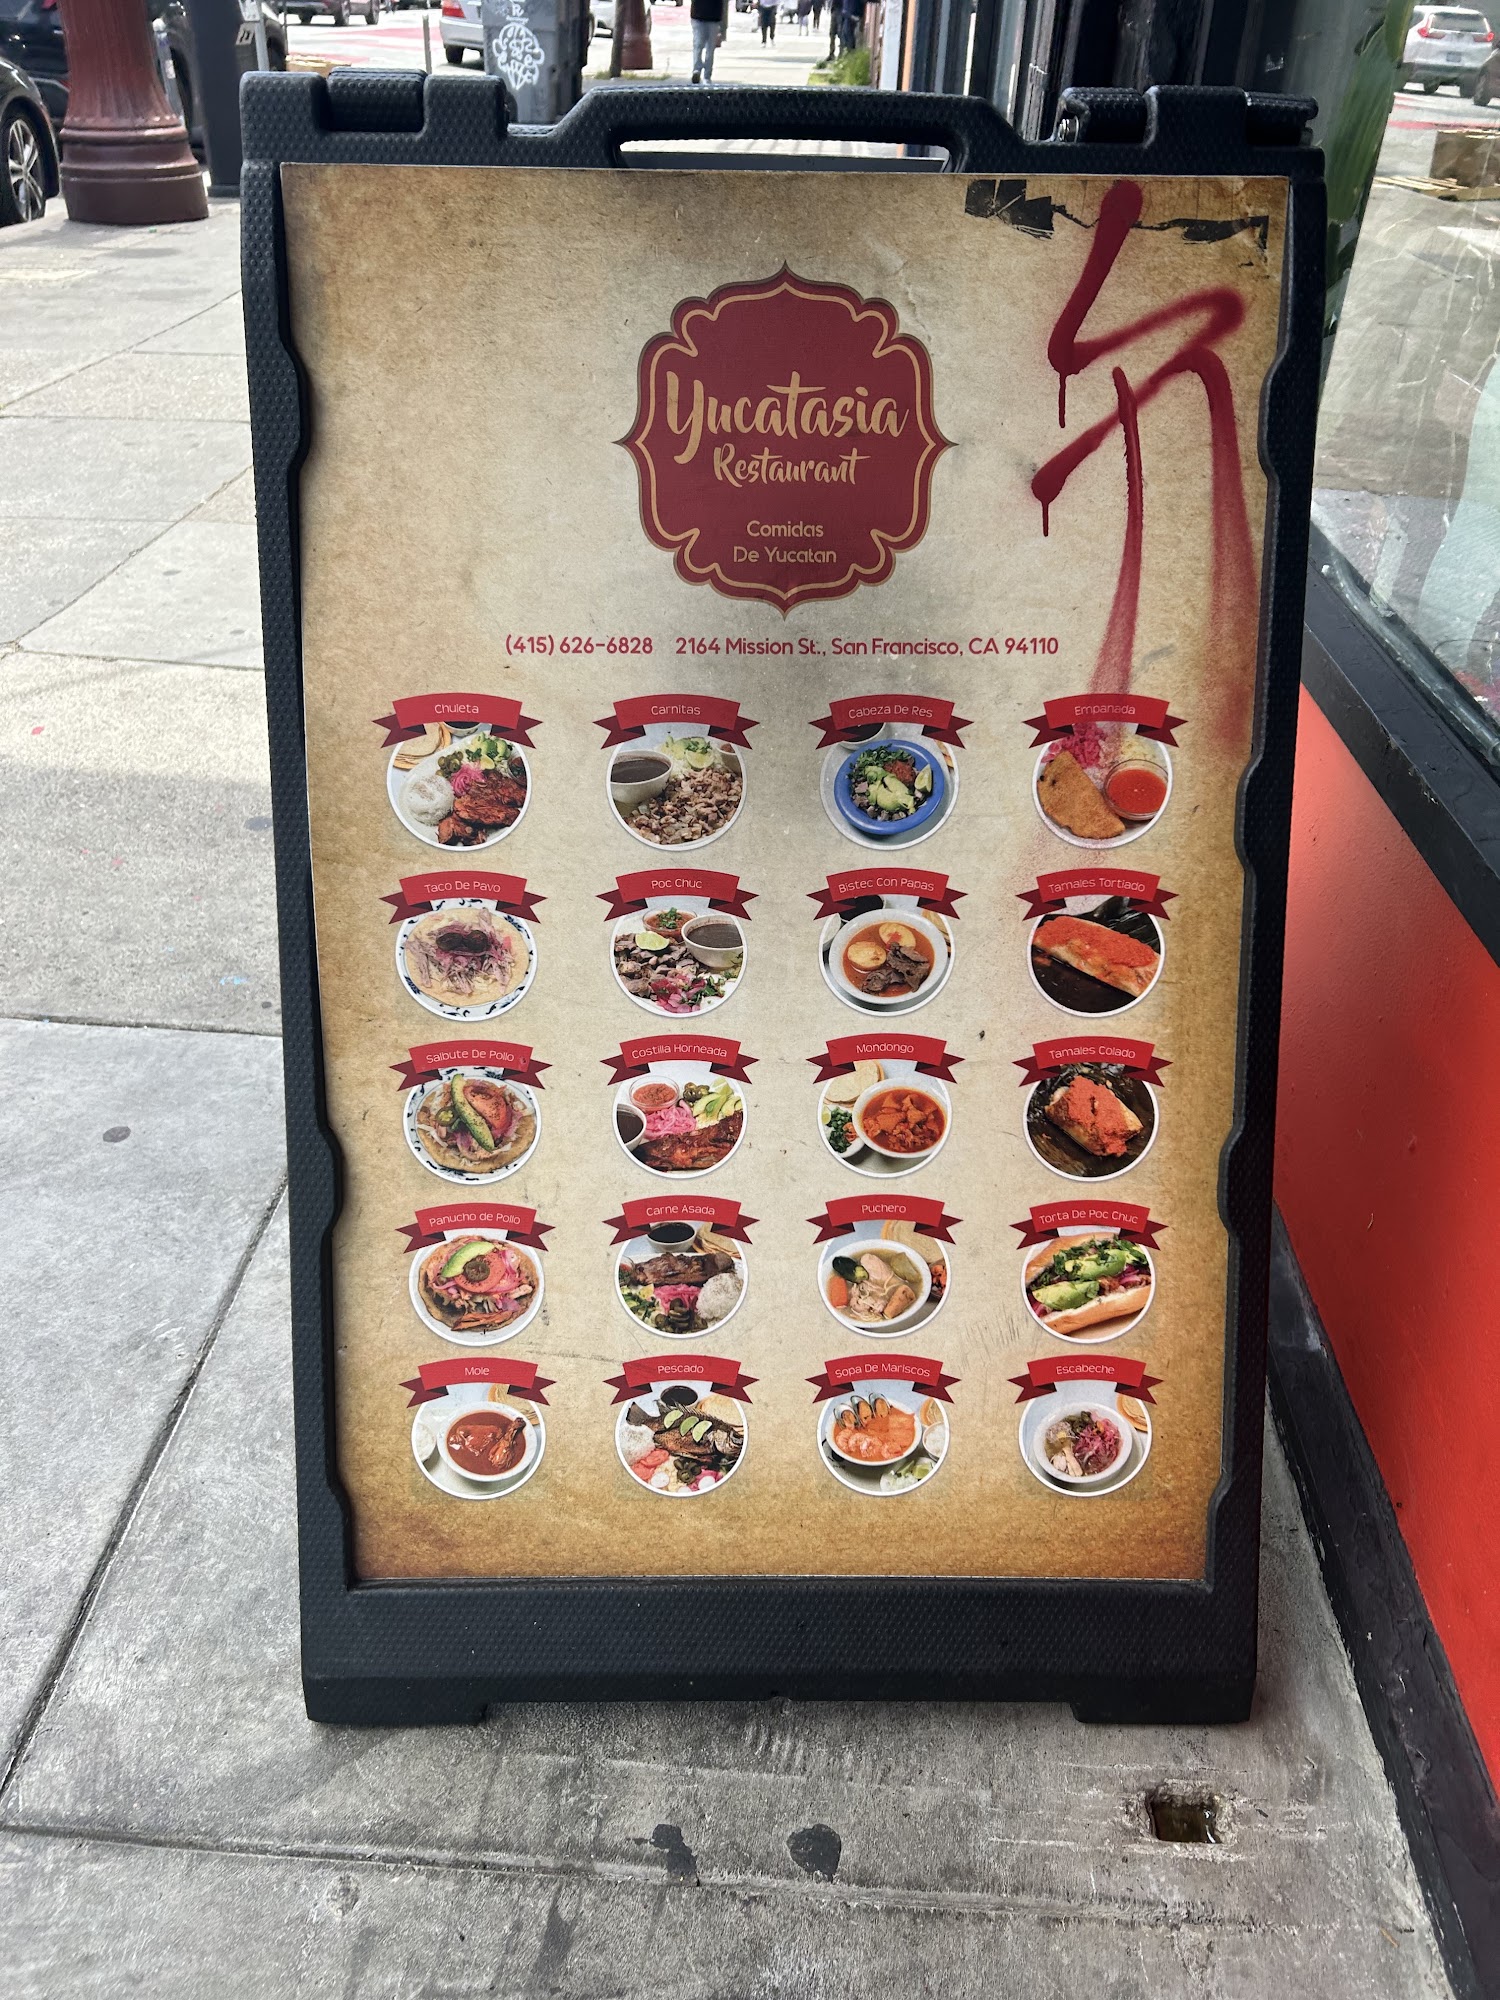 Yucatasia
Restaurant
Comidas
De Yucatan
(415) 626-6828 2164 Mission St., San Francisco, CA 94110
Chuleta
Carnitas
Cabeza De Res
Empanada
Taco De Pavo
Poc Chuc
Bistec Con Papas
Tamales Tortiado
Salbute De Pollo
Costilla Horneada
Mondongo
Tamales Colado
Panucho de Pollo
Carne Asada
Puchero
Torta De Poc Chuc
Mole
Pescado
Sopa De Mariscos
Escabeche